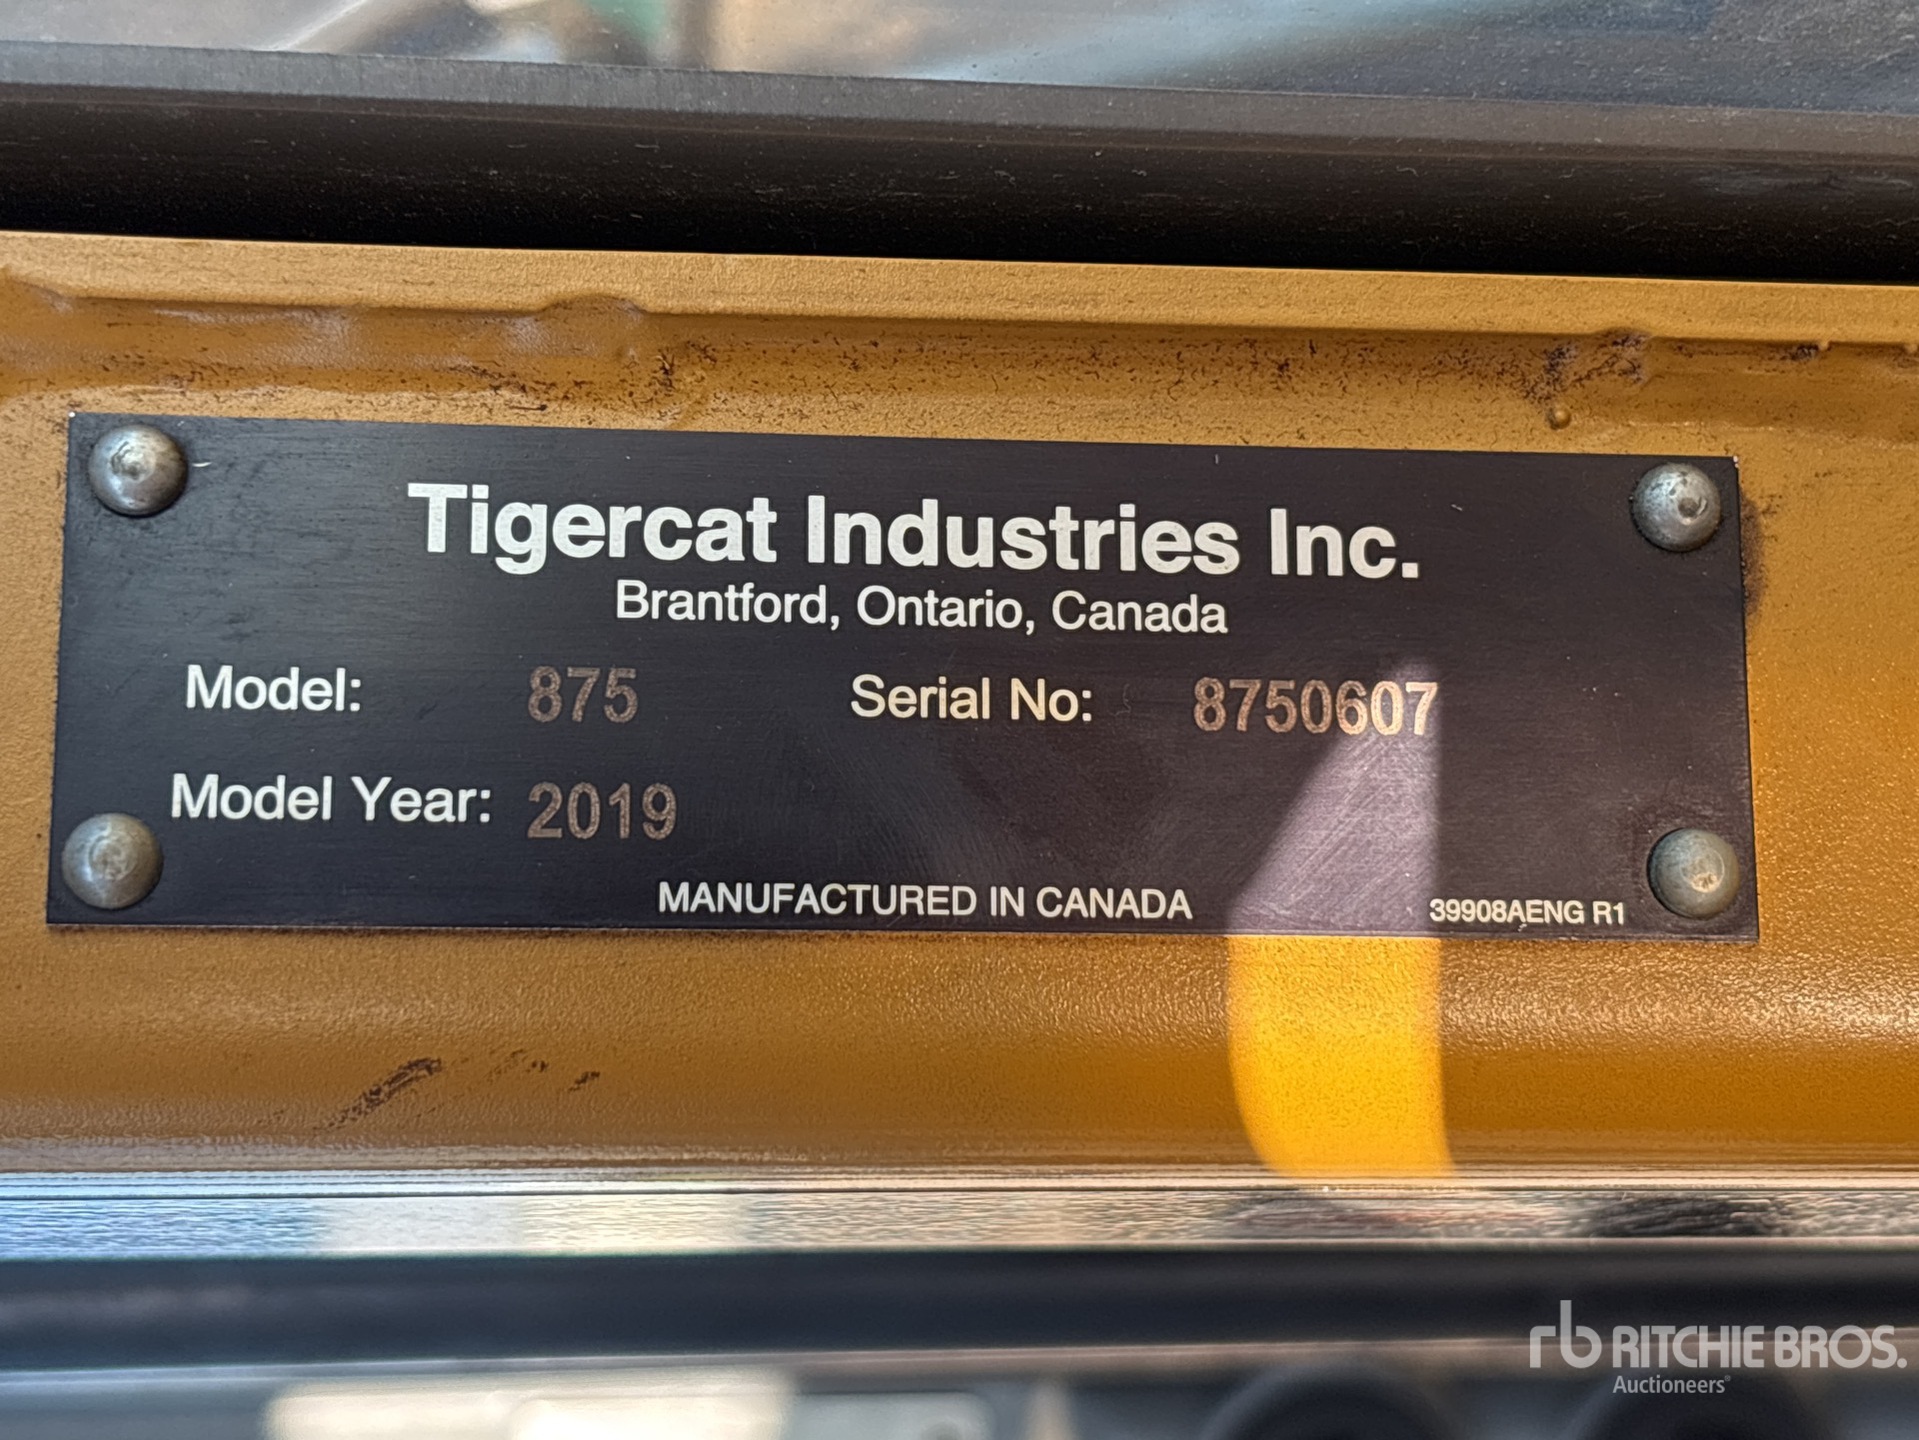 Tigercat Industries Inc.
Brantford, Ontario, Canada
Model: 875 Serial No: 8750607
Model Year: 2019
MANUFACTURED IN CANADA 39908AENG R1
rb RITCHIE BROS.
Auctioneers®